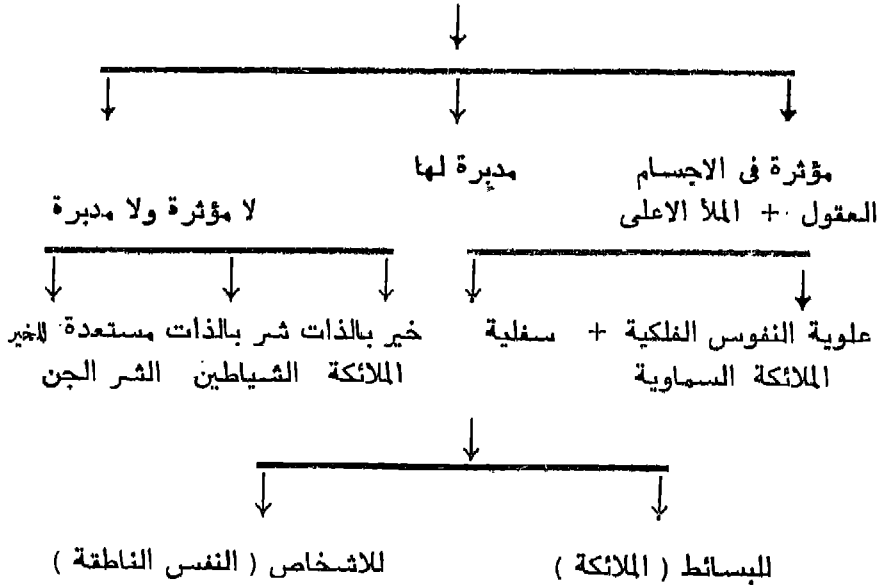 مؤثرة فى الاجسام
مدبرة لها
العقول + الملأ الاعلى
لا مؤثرة ولا مدبرة
علوية النفوس الفلكية + سفلية
خير بالذات شر بالذات مستعدة للخير
الملائكة السماوية
الملائكة الشياطين الشر الجن
للبسائط ( الملائكة )
للاشخاص ( النفس الناطقة )